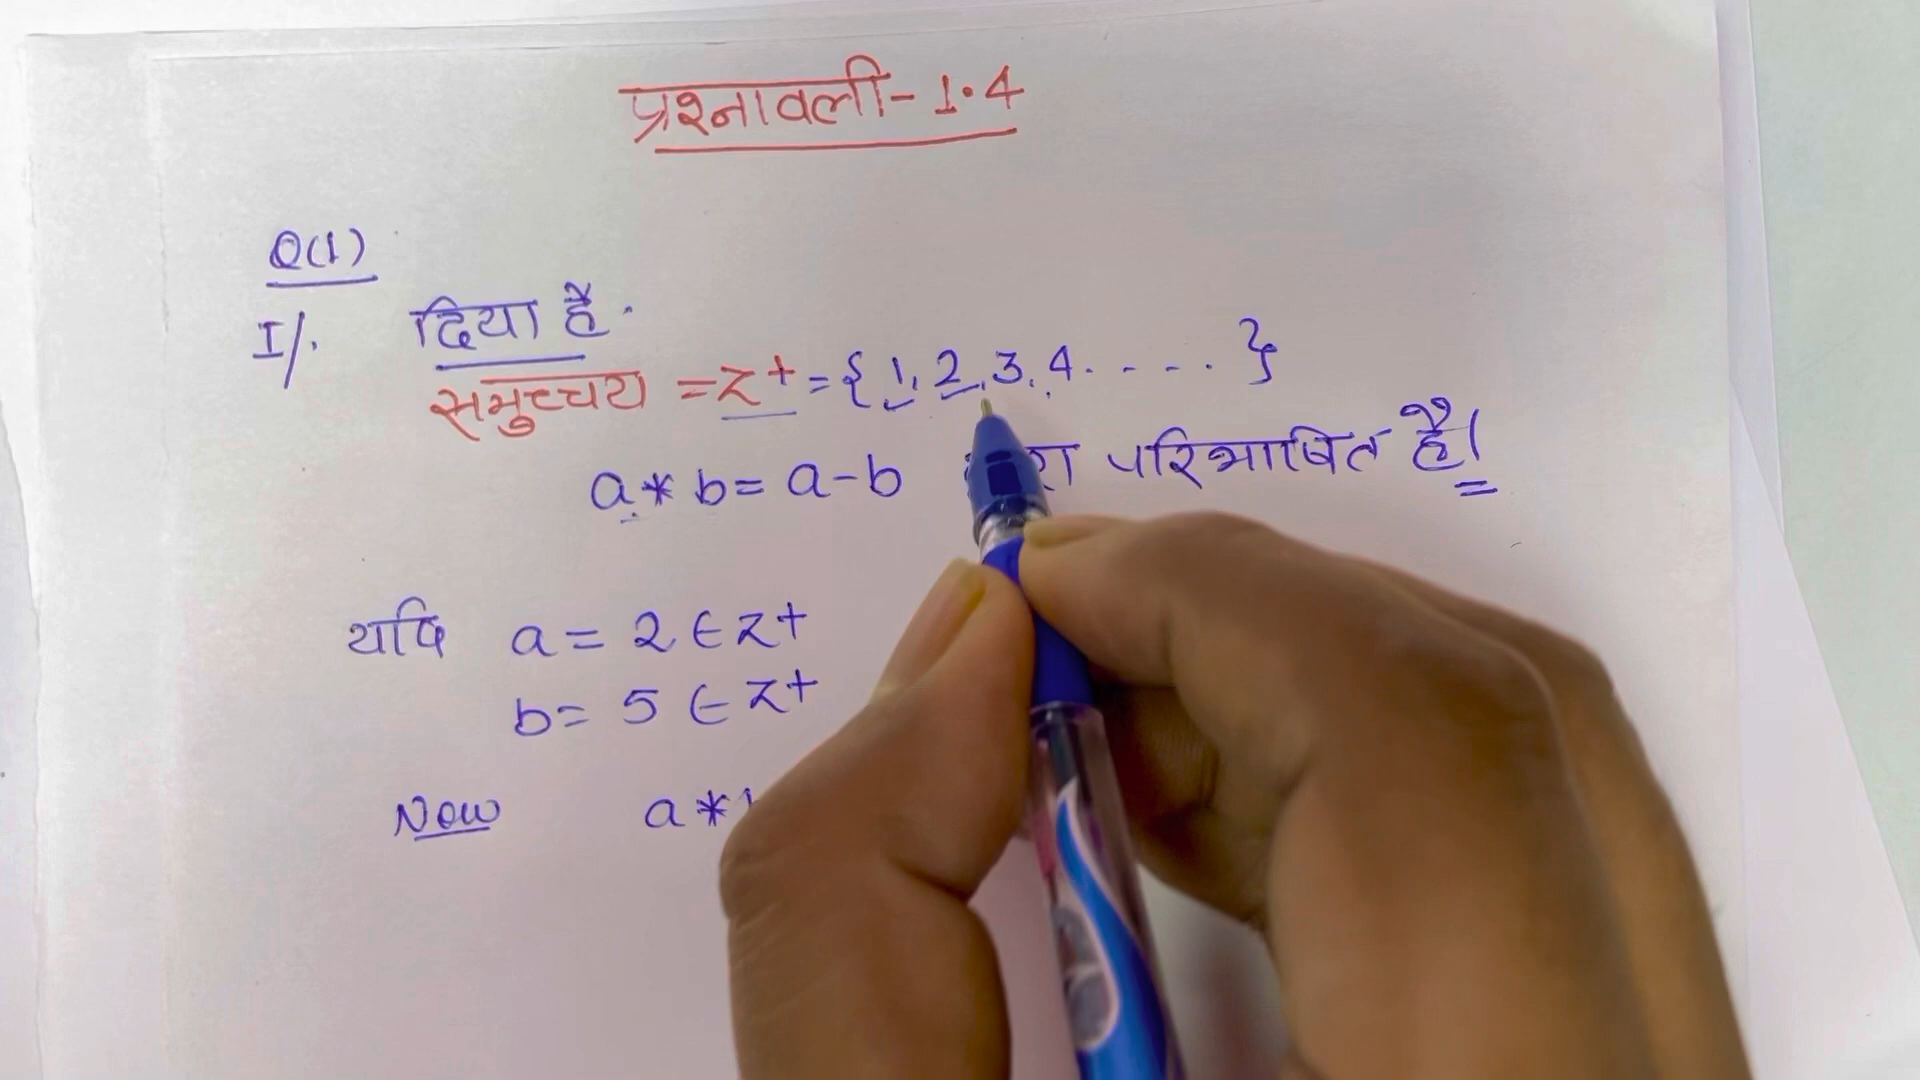 प्रश्नावली - 1.4
Q(1)
I/. दिया है.
समुच्चय = Z+ = { 1, 2, 3, 4. - - - . }
a * b = a - b परिभाषित है।
यदि a = 2 ∈ Z+
b = 5 ∈ Z+
Now a *